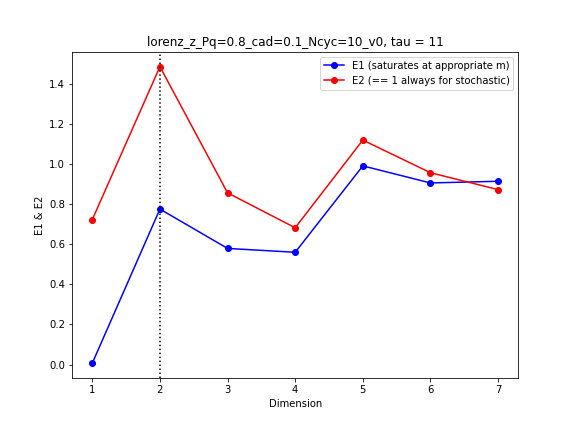 lorenz_z_Pq=0.8_cad=0.1_Ncyc=10_v0, tau = 11
E1 (saturates at appropriate m)
E2 (== 1 always for stochastic)
E1 & E2
1.4
1.2
1.0
0.8
0.6
0.4
0.2
0.0
1 2 3 4 5 6 7
Dimension